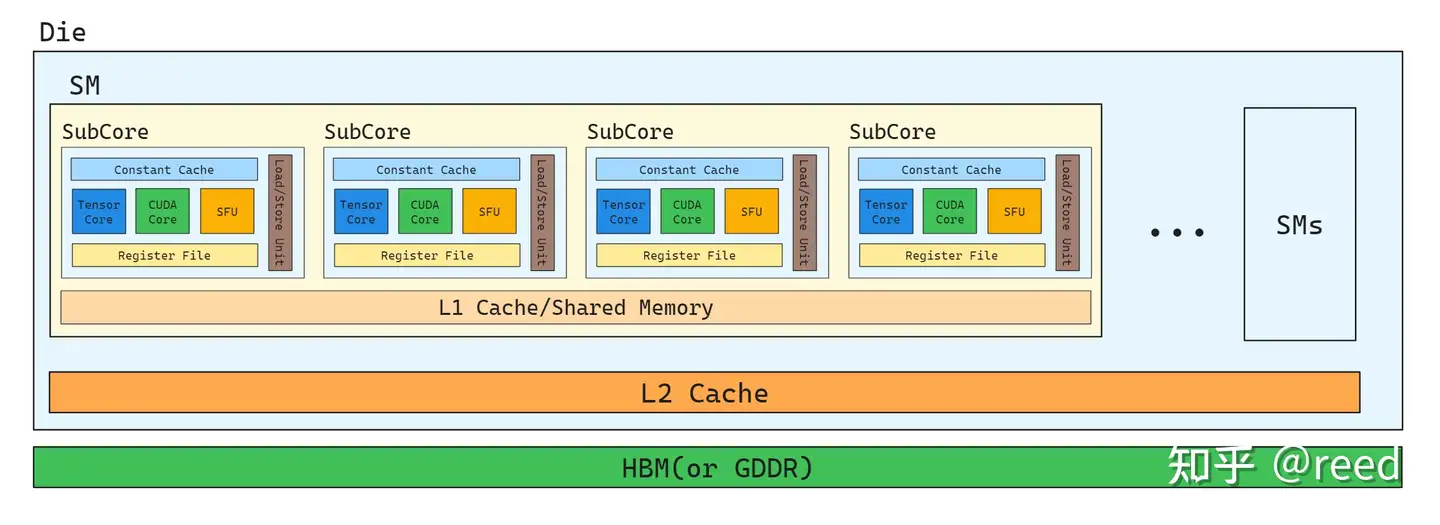 Die
SM
SubCore
SubCore
SubCore
SubCore
Constant Cache
Tensor
Core
CUDA
Core
SFU
Register File
Load/Store Unit
Constant Cache
Tensor
Core
CUDA
Core
SFU
Register File
Load/Store Unit
Constant Cache
Tensor
Core
CUDA
Core
SFU
Register File
Load/Store Unit
Constant Cache
Tensor
Core
CUDA
Core
SFU
Register File
Load/Store Unit
L1 Cache/Shared Memory
...
SMs
L2 Cache
HBM(or GDDR)
知乎 @reed